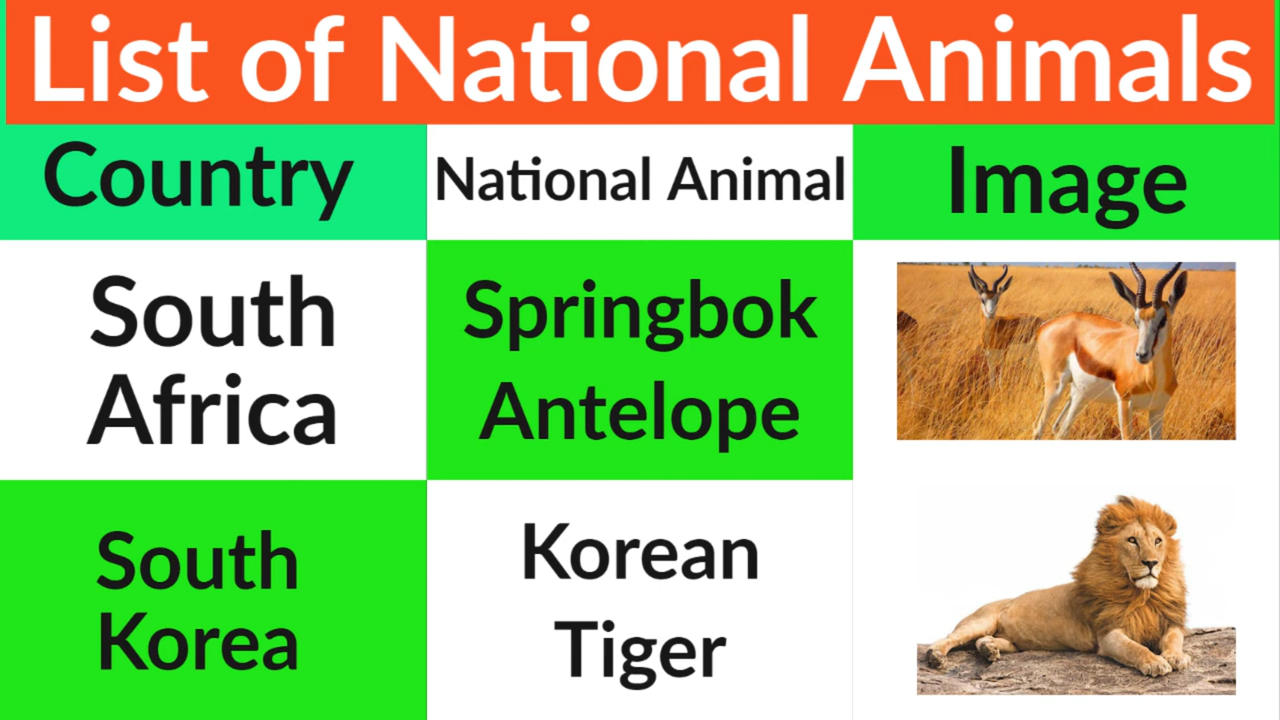 List of National Animals
Country
National Animal
Image
South
Africa
Springbok
Antelope
South
Korea
Korean
Tiger